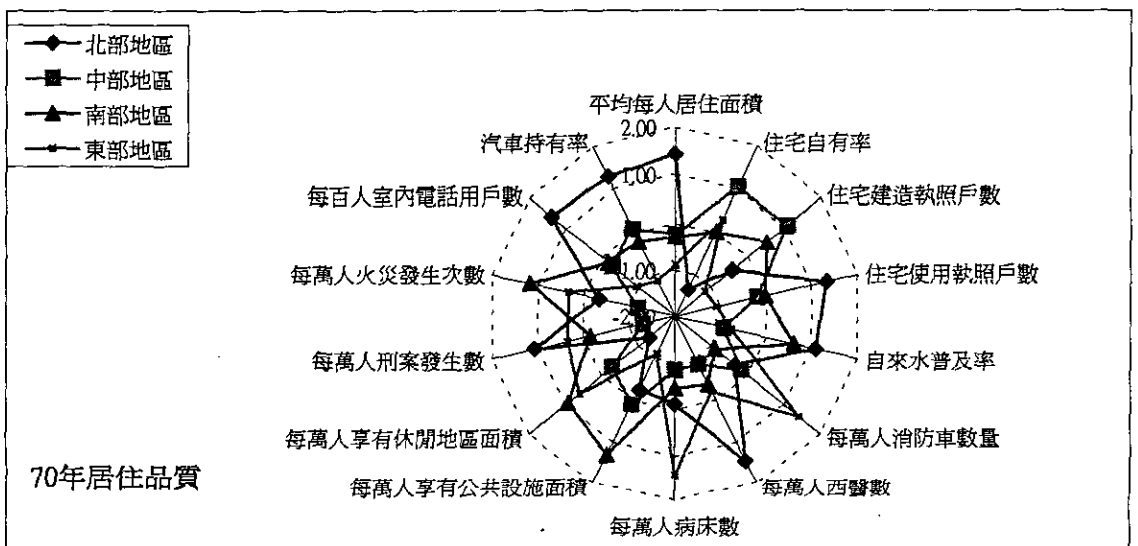 北部地區
中部地區
南部地區
東部地區
平均每人居住面積
2.00
汽車持有率
住宅自有率
1.00
每百人室內電話用戶數
住宅建造執照戶數
每萬人火災發生次數
1.00
住宅使用執照戶數
每萬人刑案發生數
自來水普及率
每萬人享有休閒地區面積
每萬人消防車數量
70年居住品質
每萬人享有公共設施面積
每萬人西醫數
每萬人病床數